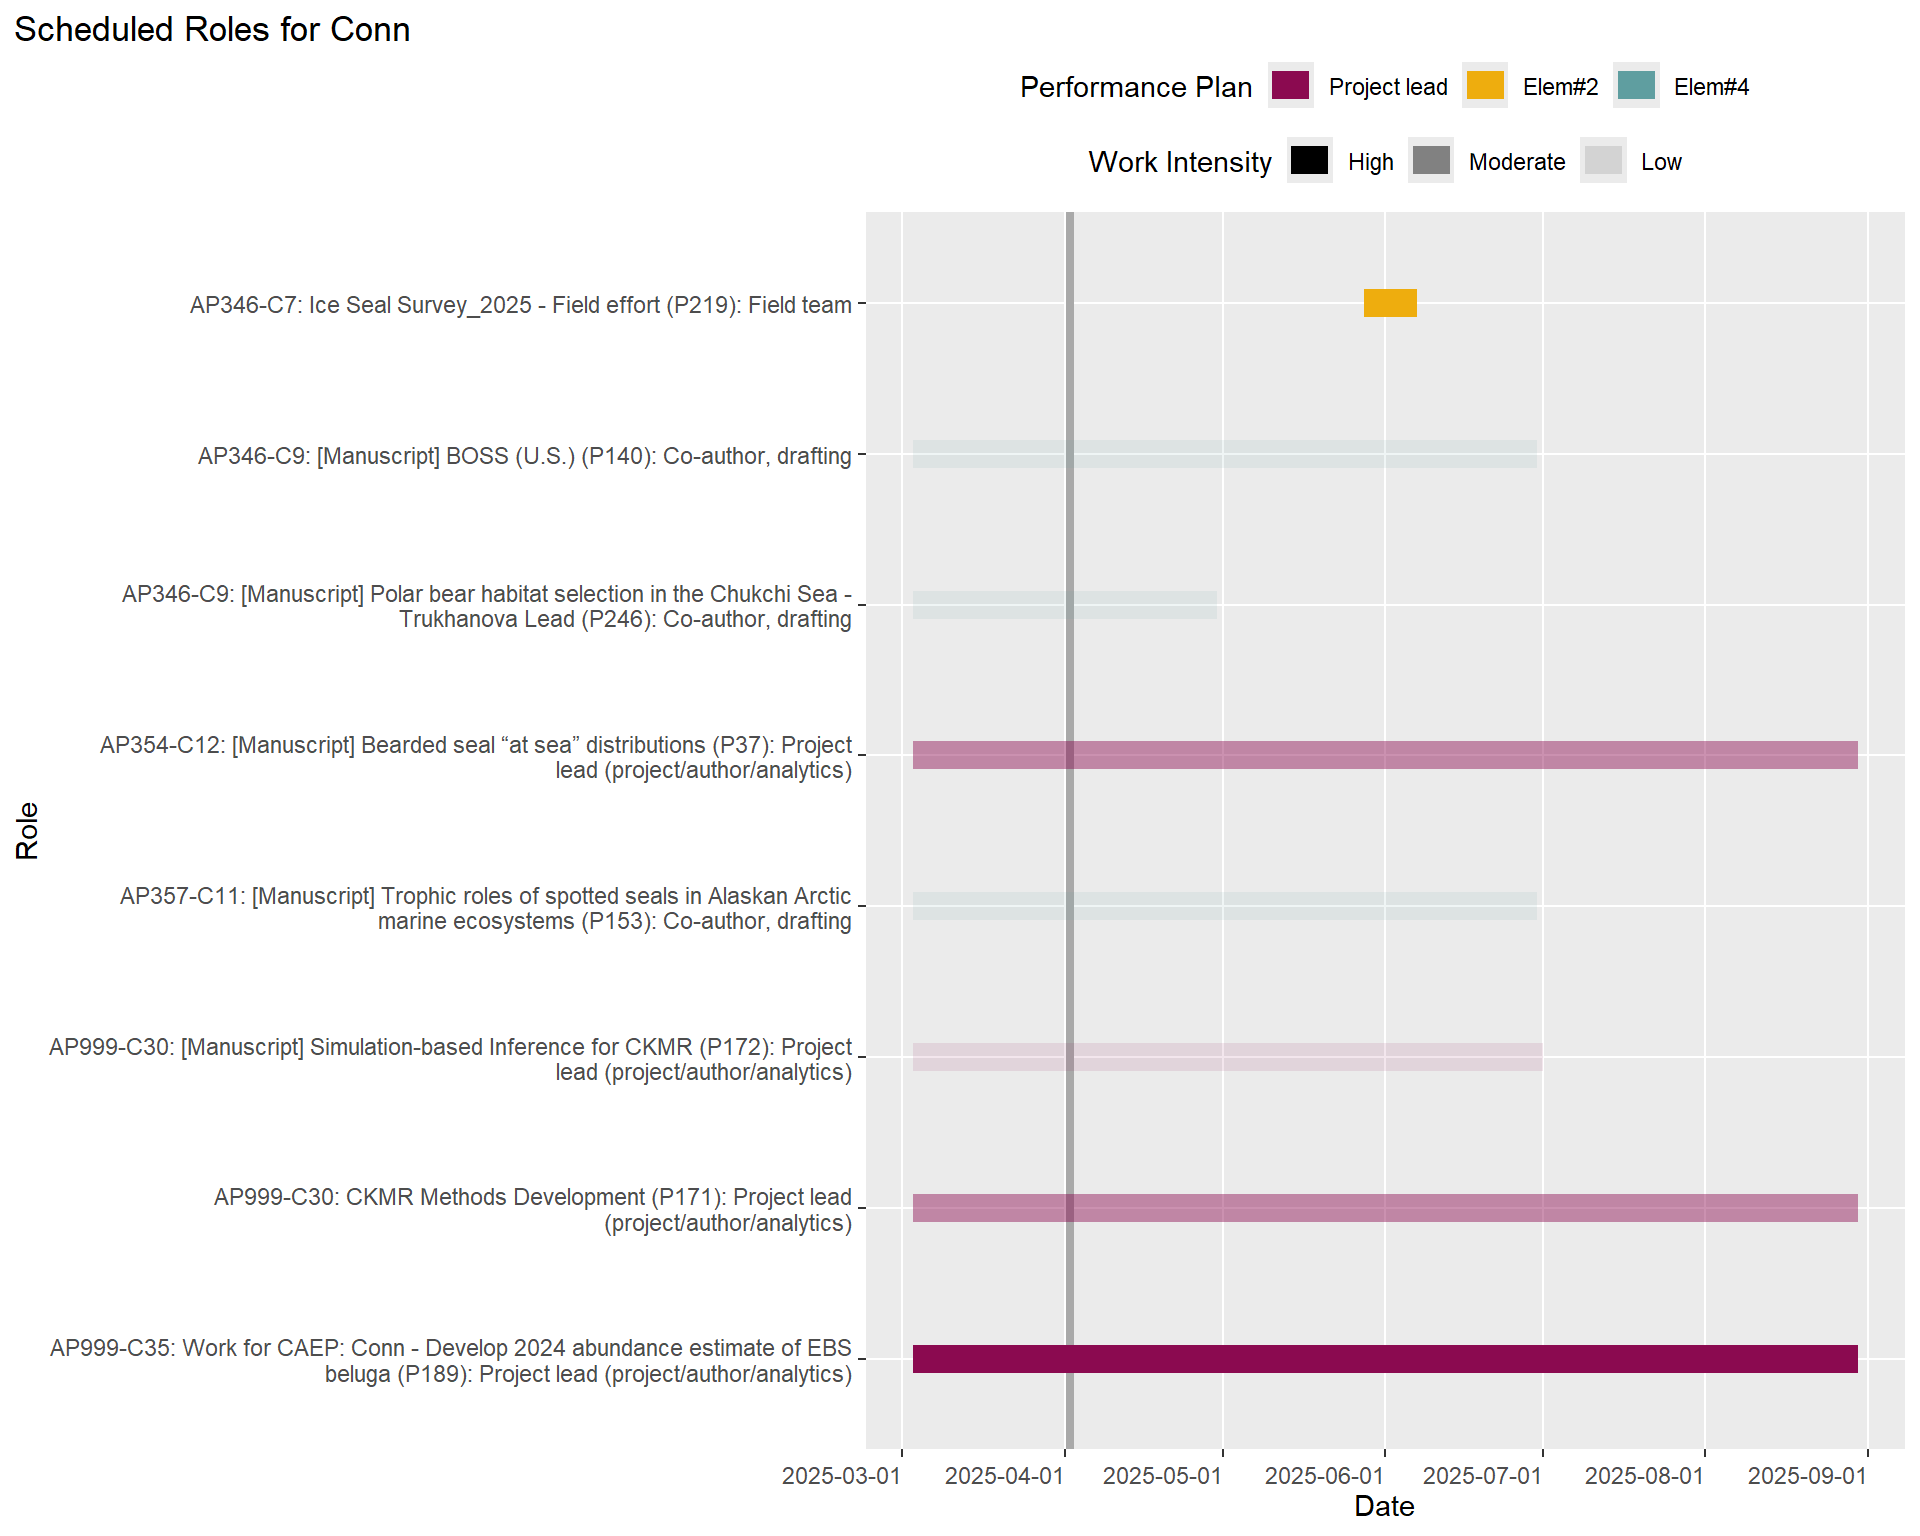 Scheduled Roles for Conn
Performance Plan Project lead Elem#2 Elem#4
Work Intensity High Moderate Low
AP346-C7: Ice Seal Survey_2025 - Field effort (P219): Field team
AP346-C9: [Manuscript] BOSS (U.S.) (P140): Co-author, drafting
AP346-C9: [Manuscript] Polar bear habitat selection in the Chukchi Sea -
Trukhanova Lead (P246): Co-author, drafting
AP354-C12: [Manuscript] Bearded seal “at sea” distributions (P37): Project
lead (project/author/analytics)
Role
AP357-C11: [Manuscript] Trophic roles of spotted seals in Alaskan Arctic
marine ecosystems (P153): Co-author, drafting
AP999-C30: [Manuscript] Simulation-based Inference for CKMR (P172): Project
lead (project/author/analytics)
AP999-C30: CKMR Methods Development (P171): Project lead
(project/author/analytics)
AP999-C35: Work for CAEP: Conn - Develop 2024 abundance estimate of EBS
beluga (P189): Project lead (project/author/analytics)
2025-03-01 2025-04-01 2025-05-01 2025-06-01 2025-07-01 2025-08-01 2025-09-01
Date